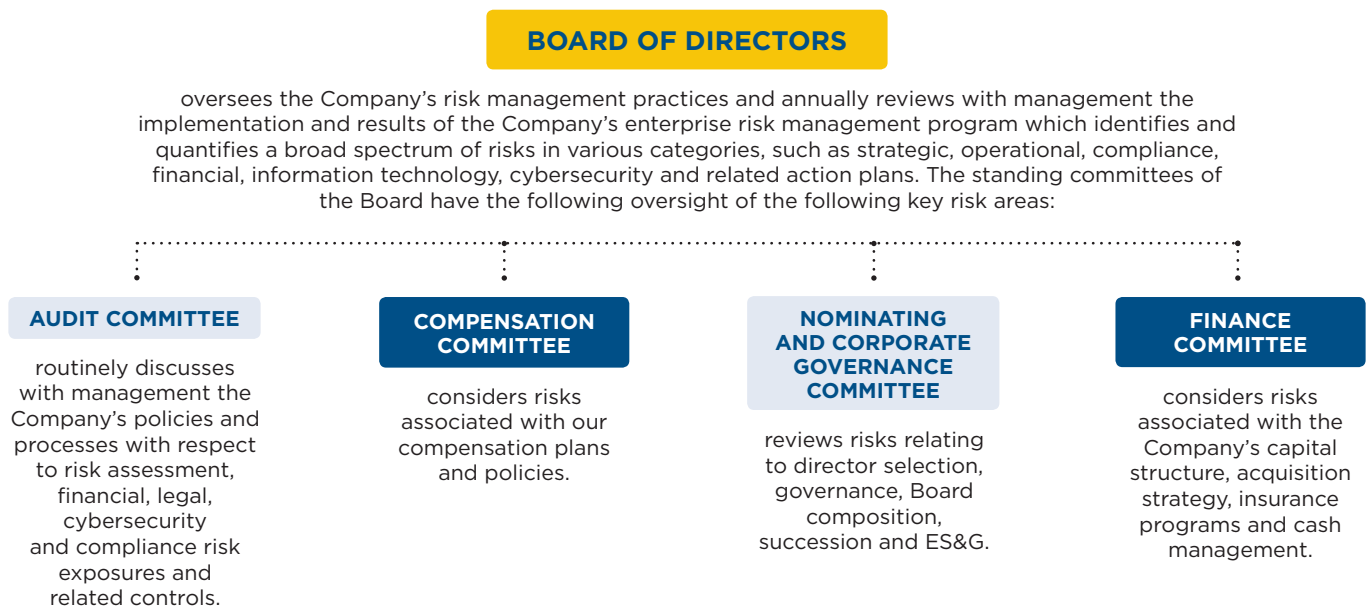 BOARD OF DIRECTORS
oversees the Company’s risk management practices and annually reviews with management the
implementation and results of the Company’s enterprise risk management program which identifies and
quantifies a broad spectrum of risks in various categories, such as strategic, operational, compliance,
financial, information technology, cybersecurity and related action plans. The standing committees of
the Board have the following oversight of the following key risk areas:
AUDIT COMMITTEE
routinely discusses
with management the
Company’s policies and
processes with respect
to risk assessment,
financial, legal,
cybersecurity
and compliance risk
exposures and
related controls.
COMPENSATION
COMMITTEE
considers risks
associated with our
compensation plans
and policies.
NOMINATING
AND CORPORATE
GOVERNANCE
COMMITTEE
reviews risks relating
to director selection,
governance, Board
composition,
succession and ES&G.
FINANCE
COMMITTEE
considers risks
associated with the
Company’s capital
structure, acquisition
strategy, insurance
programs and cash
management.